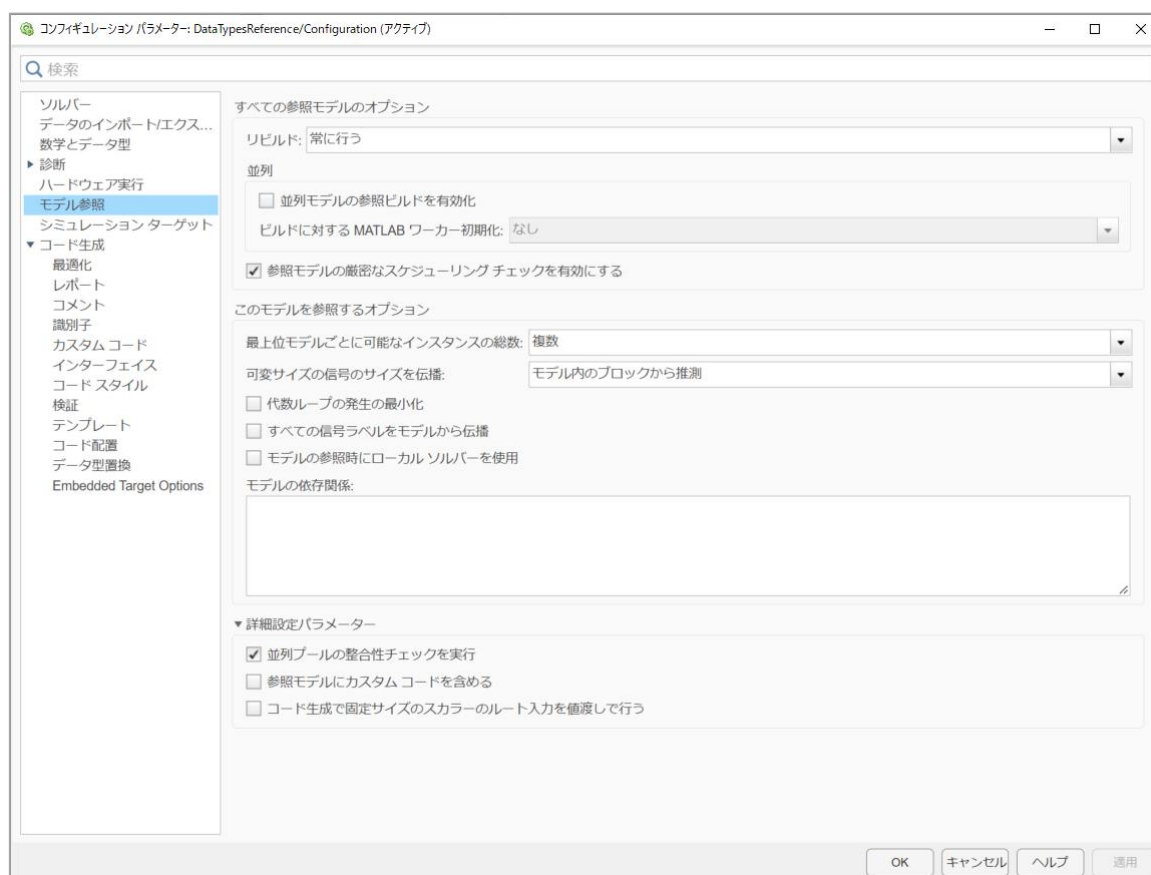 コンフィギュレーション パラメーター: DataTypesReference/Configuration (アクティブ)
検索
ソルバー
データのインポート/エクス...
数学とデータ型
診断
ハードウェア実行
モデル参照
シミュレーション ターゲット
コード生成
最適化
レポート
コメント
識別子
カスタム コード
インターフェイス
コード スタイル
検証
テンプレート
コード配置
データ型置換
Embedded Target Options
すべての参照モデルのオプション
リビルド: 常に行う
並列
並列モデルの参照ビルドを有効化
ビルドに対する MATLAB ワーカー初期化: なし
参照モデルの厳密なスケジューリング チェックを有効にする
このモデルを参照するオプション
最上位モデルごとに可能なインスタンスの総数: 複数
可変サイズの信号のサイズを伝播: モデル内のブロックから推測
代数ループの発生の最小化
すべての信号ラベルをモデルから伝播
モデルの参照時にローカル ソルバーを使用
モデルの依存関係:
詳細設定パラメーター
並列プールの整合性チェックを実行
参照モデルにカスタム コードを含める
コード生成で固定サイズのスカラーのルート入力を値渡しで行う
OK キャンセル ヘルプ 適用